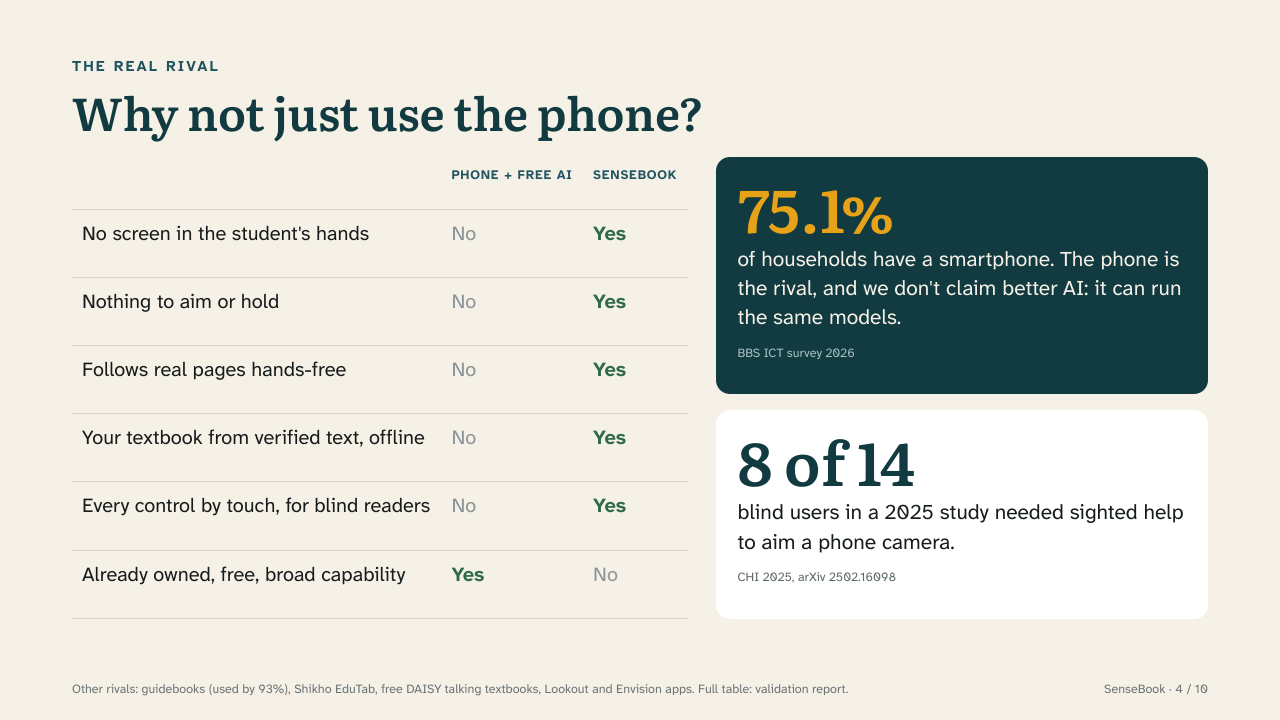 THE REAL RIVAL
Why not just use the phone?
PHONE + FREE AI SENSEBOOK
No screen in the student's hands No Yes
Nothing to aim or hold No Yes
Follows real pages hands-free No Yes
Your textbook from verified text, offline No Yes
Every control by touch, for blind readers No Yes
Already owned, free, broad capability Yes No
75.1%
of households have a smartphone. The phone is
the rival, and we don't claim better AI: it can run
the same models.
BBS ICT survey 2026
8 of 14
blind users in a 2025 study needed sighted help
to aim a phone camera.
CHI 2025, arXiv 2502.16098
Other rivals: guidebooks (used by 93%), Shikho EduTab, free DAISY talking textbooks, Lookout and Envision apps. Full table: validation report.
SenseBook · 4 / 10